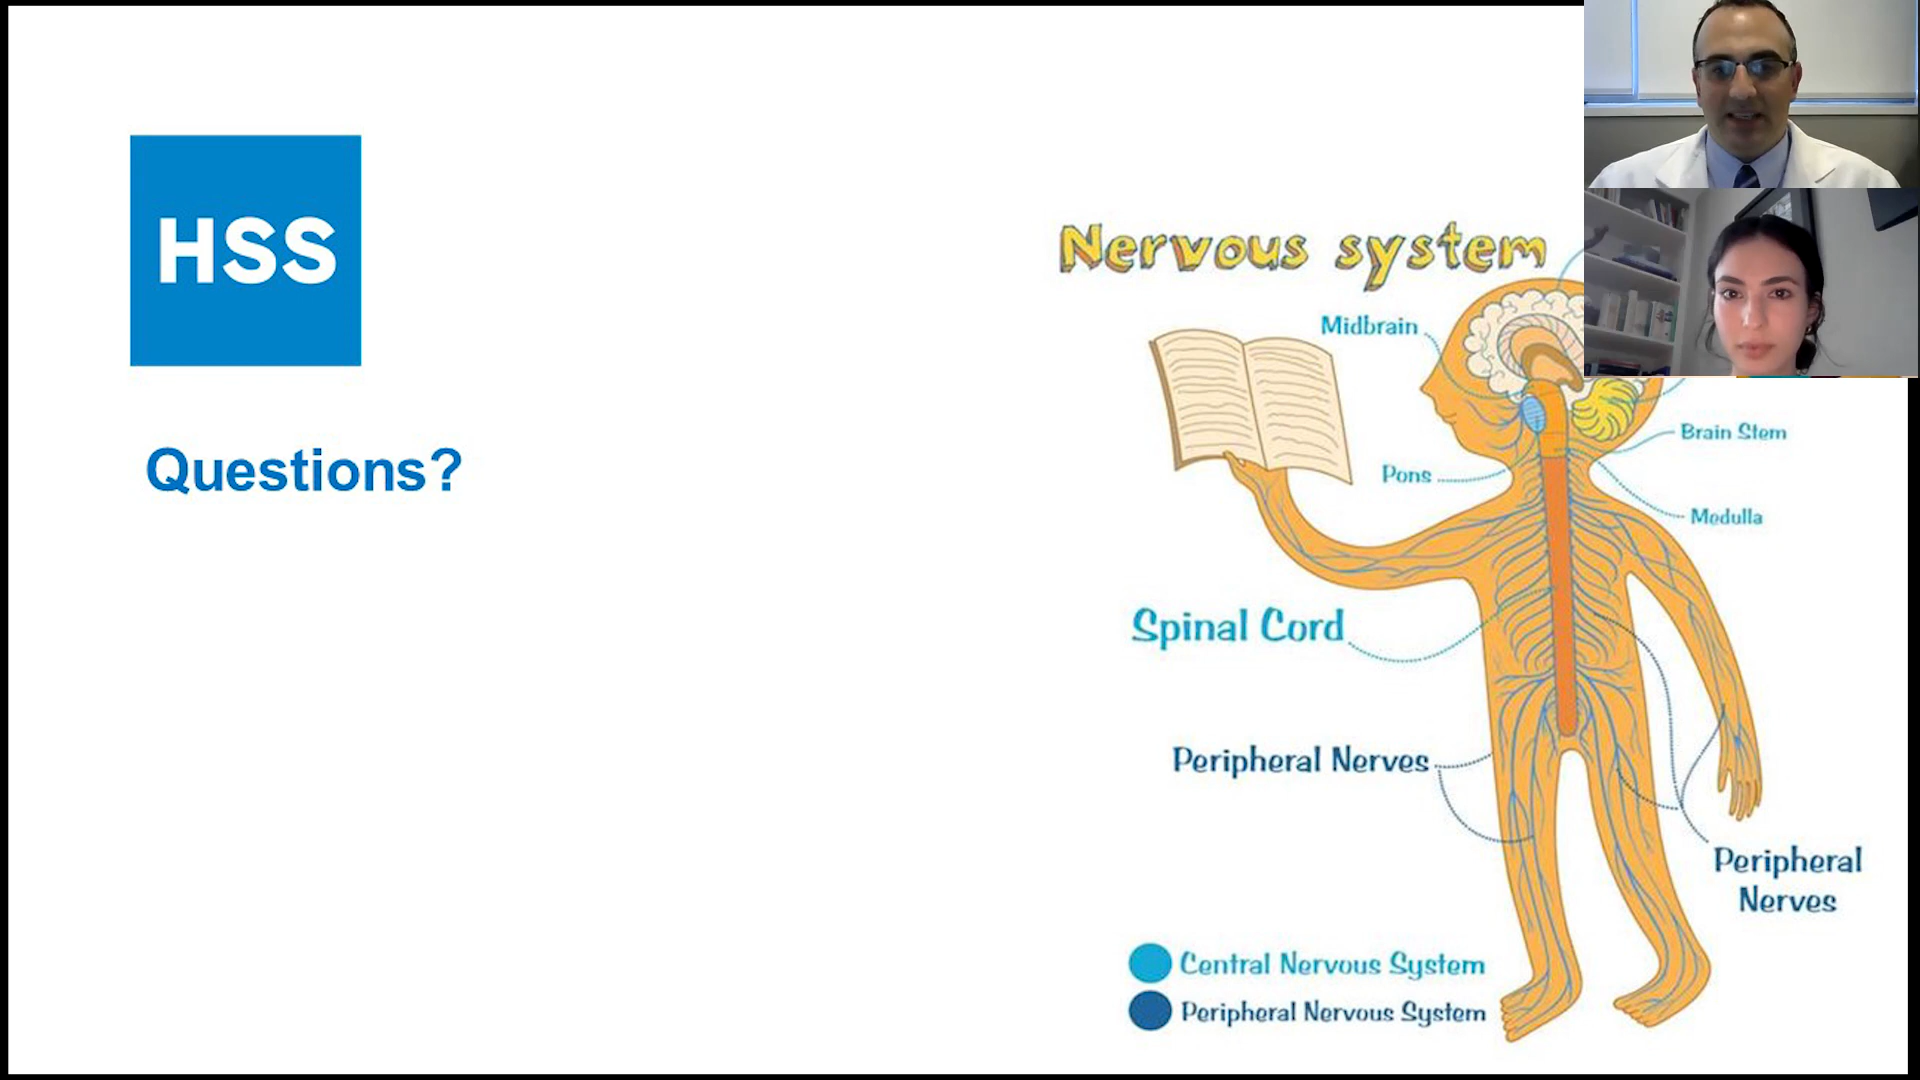 HSS
Questions?
Nervous system
Midbrain
Brain Stem
Pons
Medulla
Spinal Cord
Peripheral Nerves
Peripheral
Nerves
Central Nervous System
Peripheral Nervous System